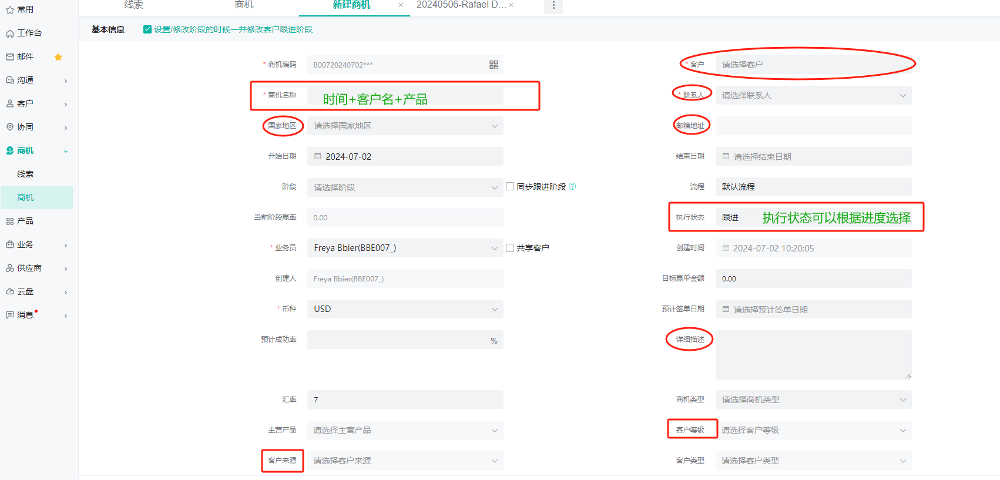 常用
工作台
邮件
沟通
客户
协同
商机
线索
商机
产品
业务
供应商
云盘
消息
线索
商机
新建商机
20240506-Rafael D...
基本信息
设置/修改阶段的时候一并修改客户跟进阶段
* 商机编码 B00720240702***
* 客户 请选择客户
* 商机名称 时间+客户名+产品
* 联系人 请选择联系人
国家地区 请选择国家地区
邮箱地址
开始日期 2024-07-02
结束日期 请选择结束日期
阶段 请选择阶段 同步跟进阶段
流程 默认流程
当前阶段赢率 0.00
执行状态 跟进 执行状态可以根据进度选择
* 业务员 Freya Bbier(BBE007_) 共享客户
创建时间 2024-07-02 10:20:05
创建人 Freya Bbier(BBE007_)
目标赢单金额 0.00
* 币种 USD
预计签单日期 请选择预计签单日期
预计成功率 %
详细描述
汇率 7
商机类型 请选择商机类型
主营产品 请选择主营产品
客户等级 请选择客户等级
客户来源 请选择客户来源
客户类型 请选择客户类型